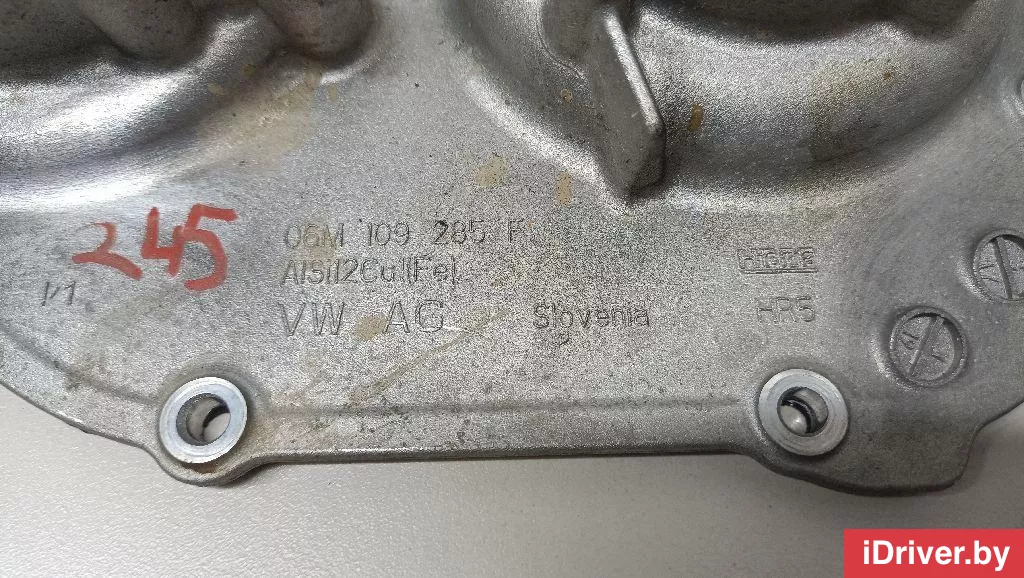 245
06M 109 285 F
AlSi12Cu1(Fe)
VW AG Slovenia HR5
iDriver.by